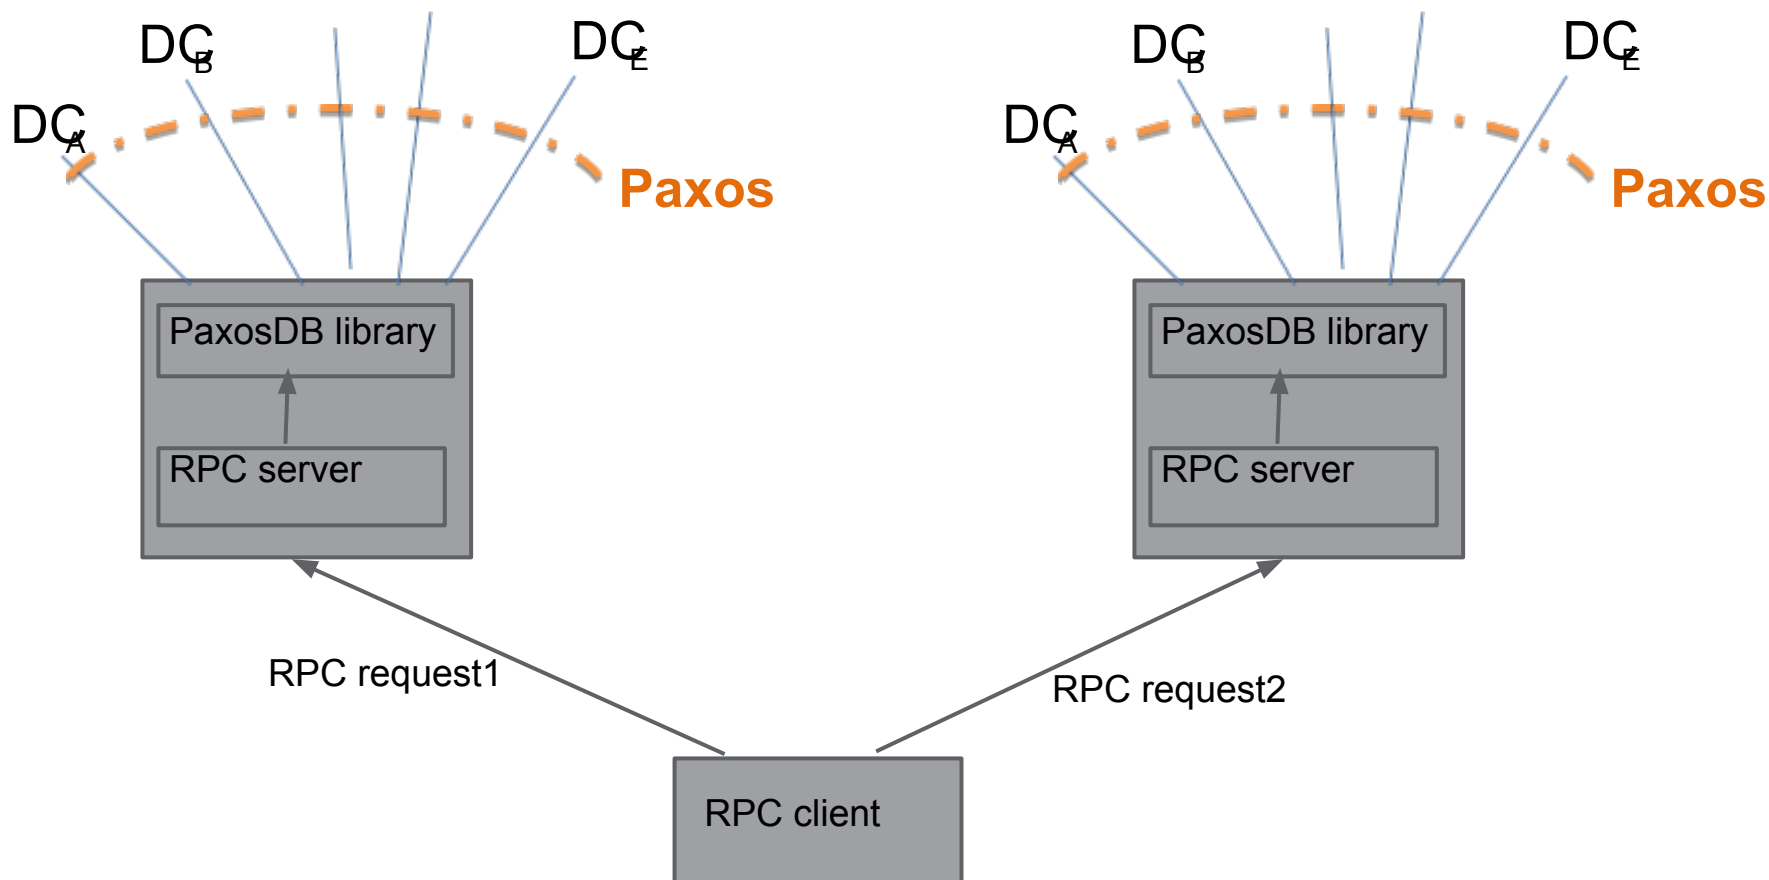 DC_B
DC_E
DC_A
Paxos
PaxosDB library
RPC server
DC_B
DC_E
DC_A
Paxos
PaxosDB library
RPC server
RPC request1
RPC request2
RPC client